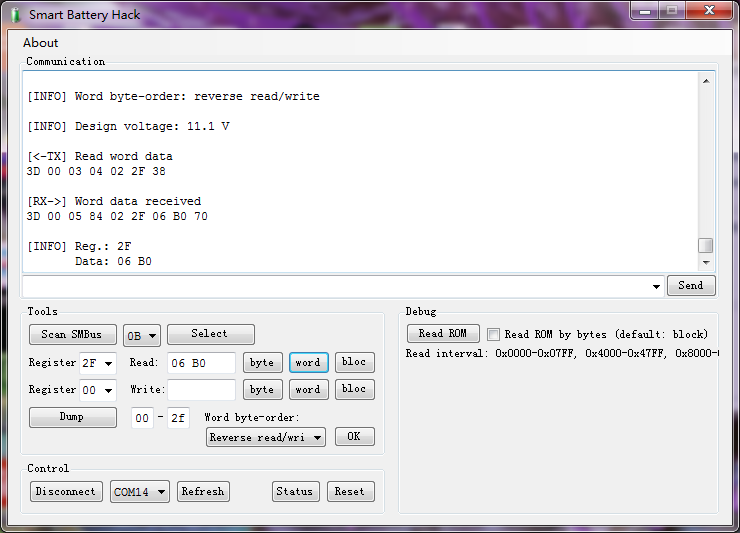 Smart Battery Hack
About
Communication
[INFO] Word byte-order: reverse read/write
[INFO] Design voltage: 11.1 V
[<-TX] Read word data
3D 00 03 04 02 2F 38
[RX->] Word data received
3D 00 05 84 02 2F 06 B0 70
[INFO] Reg.: 2F
Data: 06 B0
Send
Tools
Scan SMBus 0B Select
Register 2F Read: 06 B0 byte word bloc
Register 00 Write: byte word bloc
Dump 00 - 2f Word byte-order:
Reverse read/wri OK
Control
Disconnect COM14 Refresh Status Reset
Debug
Read ROM Read ROM by bytes (default: block)
Read interval: 0x0000-0x07FF, 0x4000-0x47FF, 0x8000-